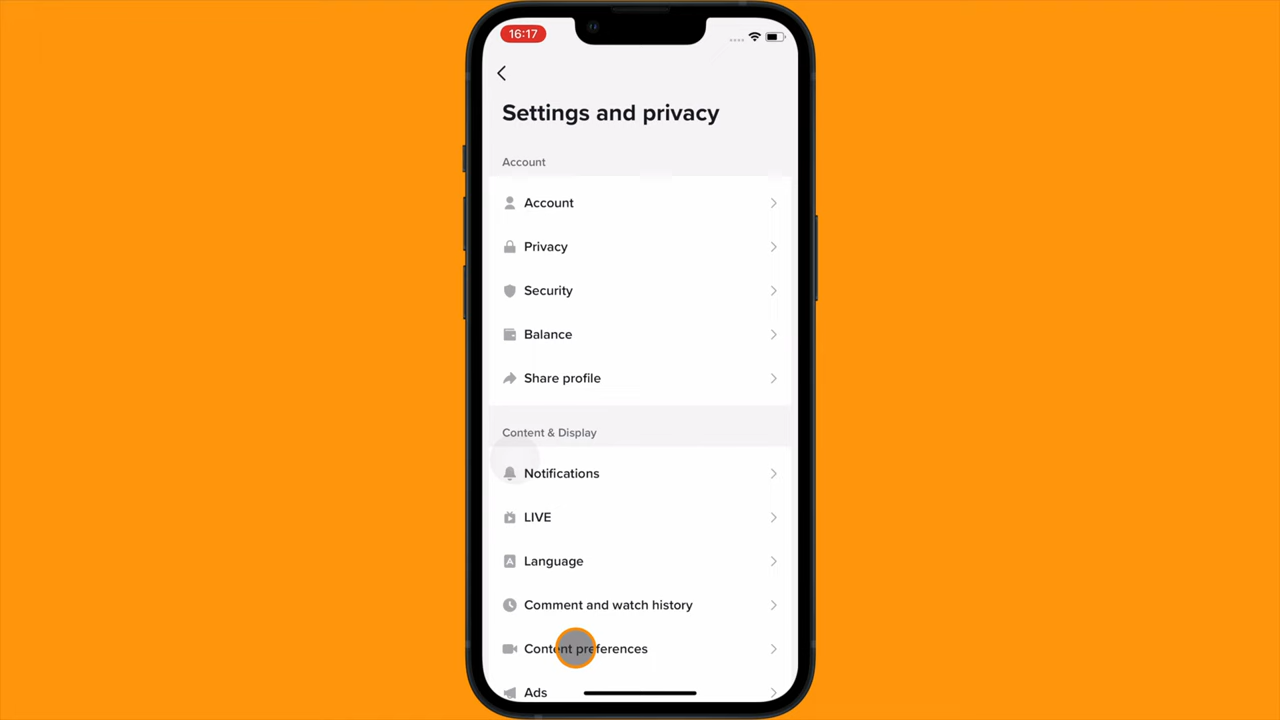 16:17
Settings and privacy
Account
Account
Privacy
Security
Balance
Share profile
Content & Display
Notifications
LIVE
Language
Comment and watch history
Content preferences
Ads